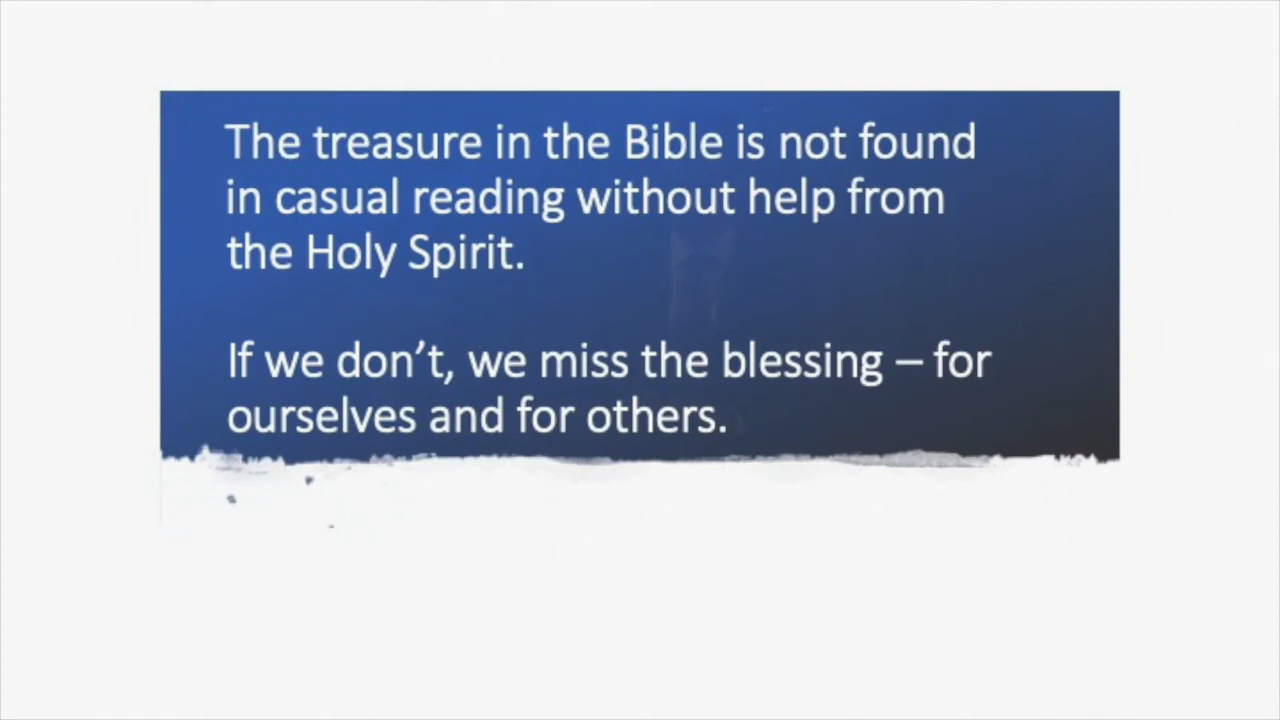 The treasure in the Bible is not found
in casual reading without help from
the Holy Spirit.
If we don’t, we miss the blessing – for
ourselves and for others.